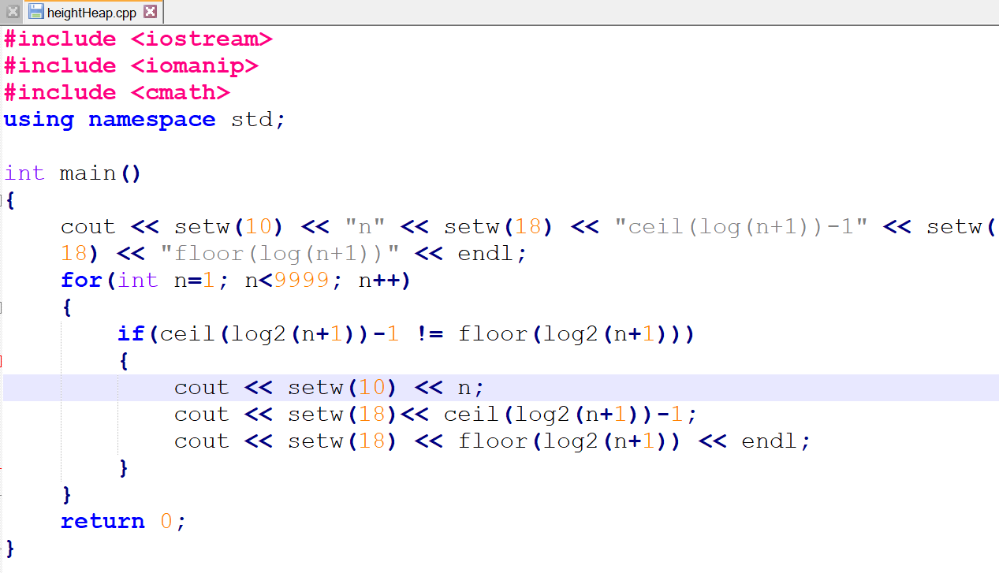 heightHeap.cpp
#include <iostream>
#include <iomanip>
#include <cmath>
using namespace std;
int main()
{
cout << setw(10) << "n" << setw(18) << "ceil(log(n+1))-1" << setw(
18) << "floor(log(n+1))" << endl;
for(int n=1; n<9999; n++)
{
if(ceil(log2(n+1))-1 != floor(log2(n+1)))
{
cout << setw(10) << n;
cout << setw(18)<< ceil(log2(n+1))-1;
cout << setw(18) << floor(log2(n+1)) << endl;
}
}
return 0;
}